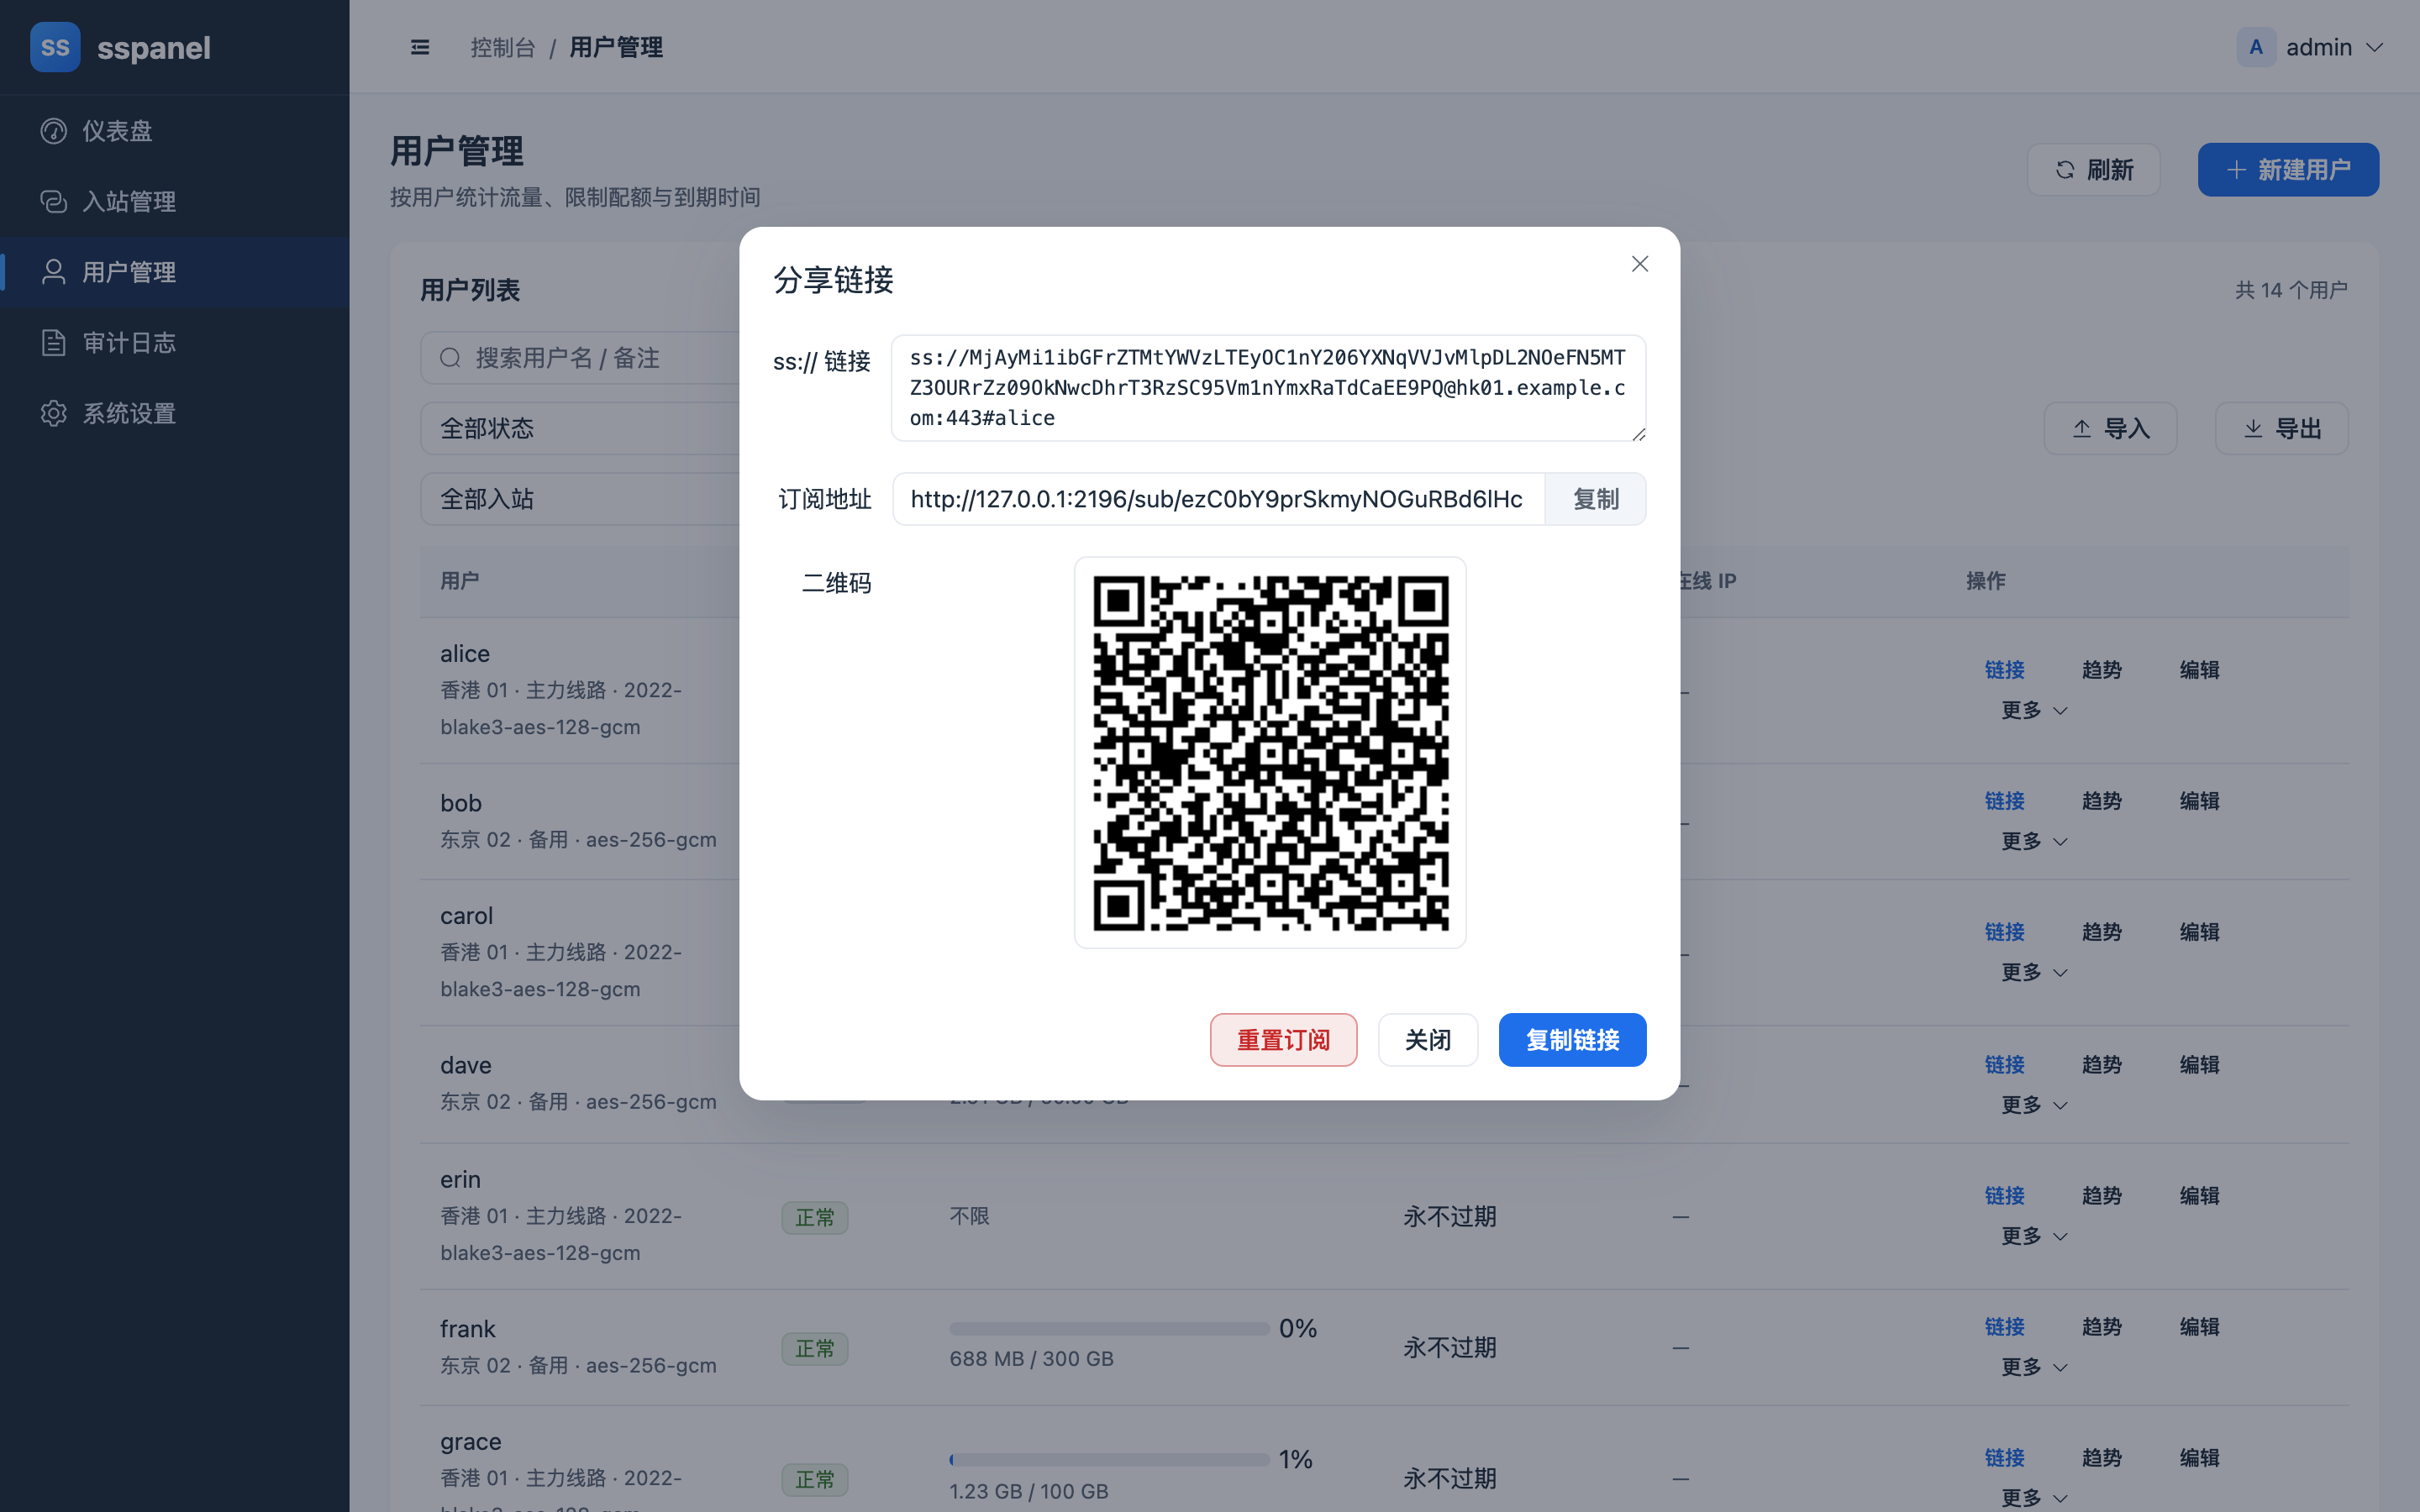 ss sspanel
仪表盘
入站管理
用户管理
审计日志
系统设置
控制台 / 用户管理
A admin
用户管理
按用户统计流量、限制配额与到期时间
刷新
新建用户
用户列表
共 14 个用户
搜索用户名 / 备注
全部状态
全部入站
导入
导出
用户
在线 IP
操作
分享链接
ss:// 链接
ss://MjAyMi1ibGFrZTMtYWVzLTEyOC1nY206YXNqVVJvMlpDL2NOeFN5MT
Z3OURrZz09OkNwcDhrT3RzSC95Vm1nYmxRaTdCaEE9PQ@hk01.example.c
om:443#alice
订阅地址
http://127.0.0.1:2196/sub/ezC0bY9prSkmyNOGuRBd6lHc
复制
二维码
重置订阅
关闭
复制链接
alice
香港 01 · 主力线路 · 2022-
blake3-aes-128-gcm
—
链接 趋势 编辑
更多
bob
东京 02 · 备用 · aes-256-gcm
—
链接 趋势 编辑
更多
carol
香港 01 · 主力线路 · 2022-
blake3-aes-128-gcm
—
链接 趋势 编辑
更多
dave
东京 02 · 备用 · aes-256-gcm
—
链接 趋势 编辑
更多
erin
香港 01 · 主力线路 · 2022-
blake3-aes-128-gcm
正常
不限
永不过期
—
链接 趋势 编辑
更多
frank
东京 02 · 备用 · aes-256-gcm
正常
0%
688 MB / 300 GB
永不过期
—
链接 趋势 编辑
更多
grace
香港 01 · 主力线路 · 2022-
正常
1%
1.23 GB / 100 GB
永不过期
—
链接 趋势 编辑
更多